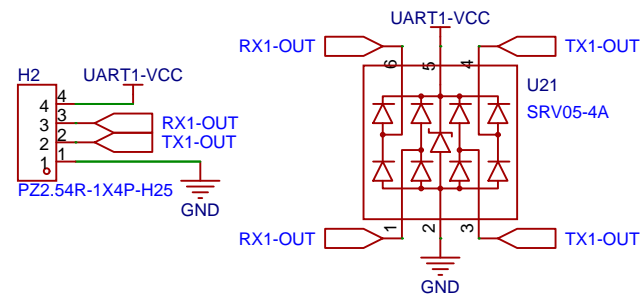 UART1-VCC
RX1-OUT
TX1-OUT
6
5
4
H2
UART1-VCC
U21
SRV05-4A
4
4
3
3
RX1-OUT
2
2
TX1-OUT
1
1
PZ2.54R-1X4P-H25
GND
1
2
3
RX1-OUT
TX1-OUT
GND